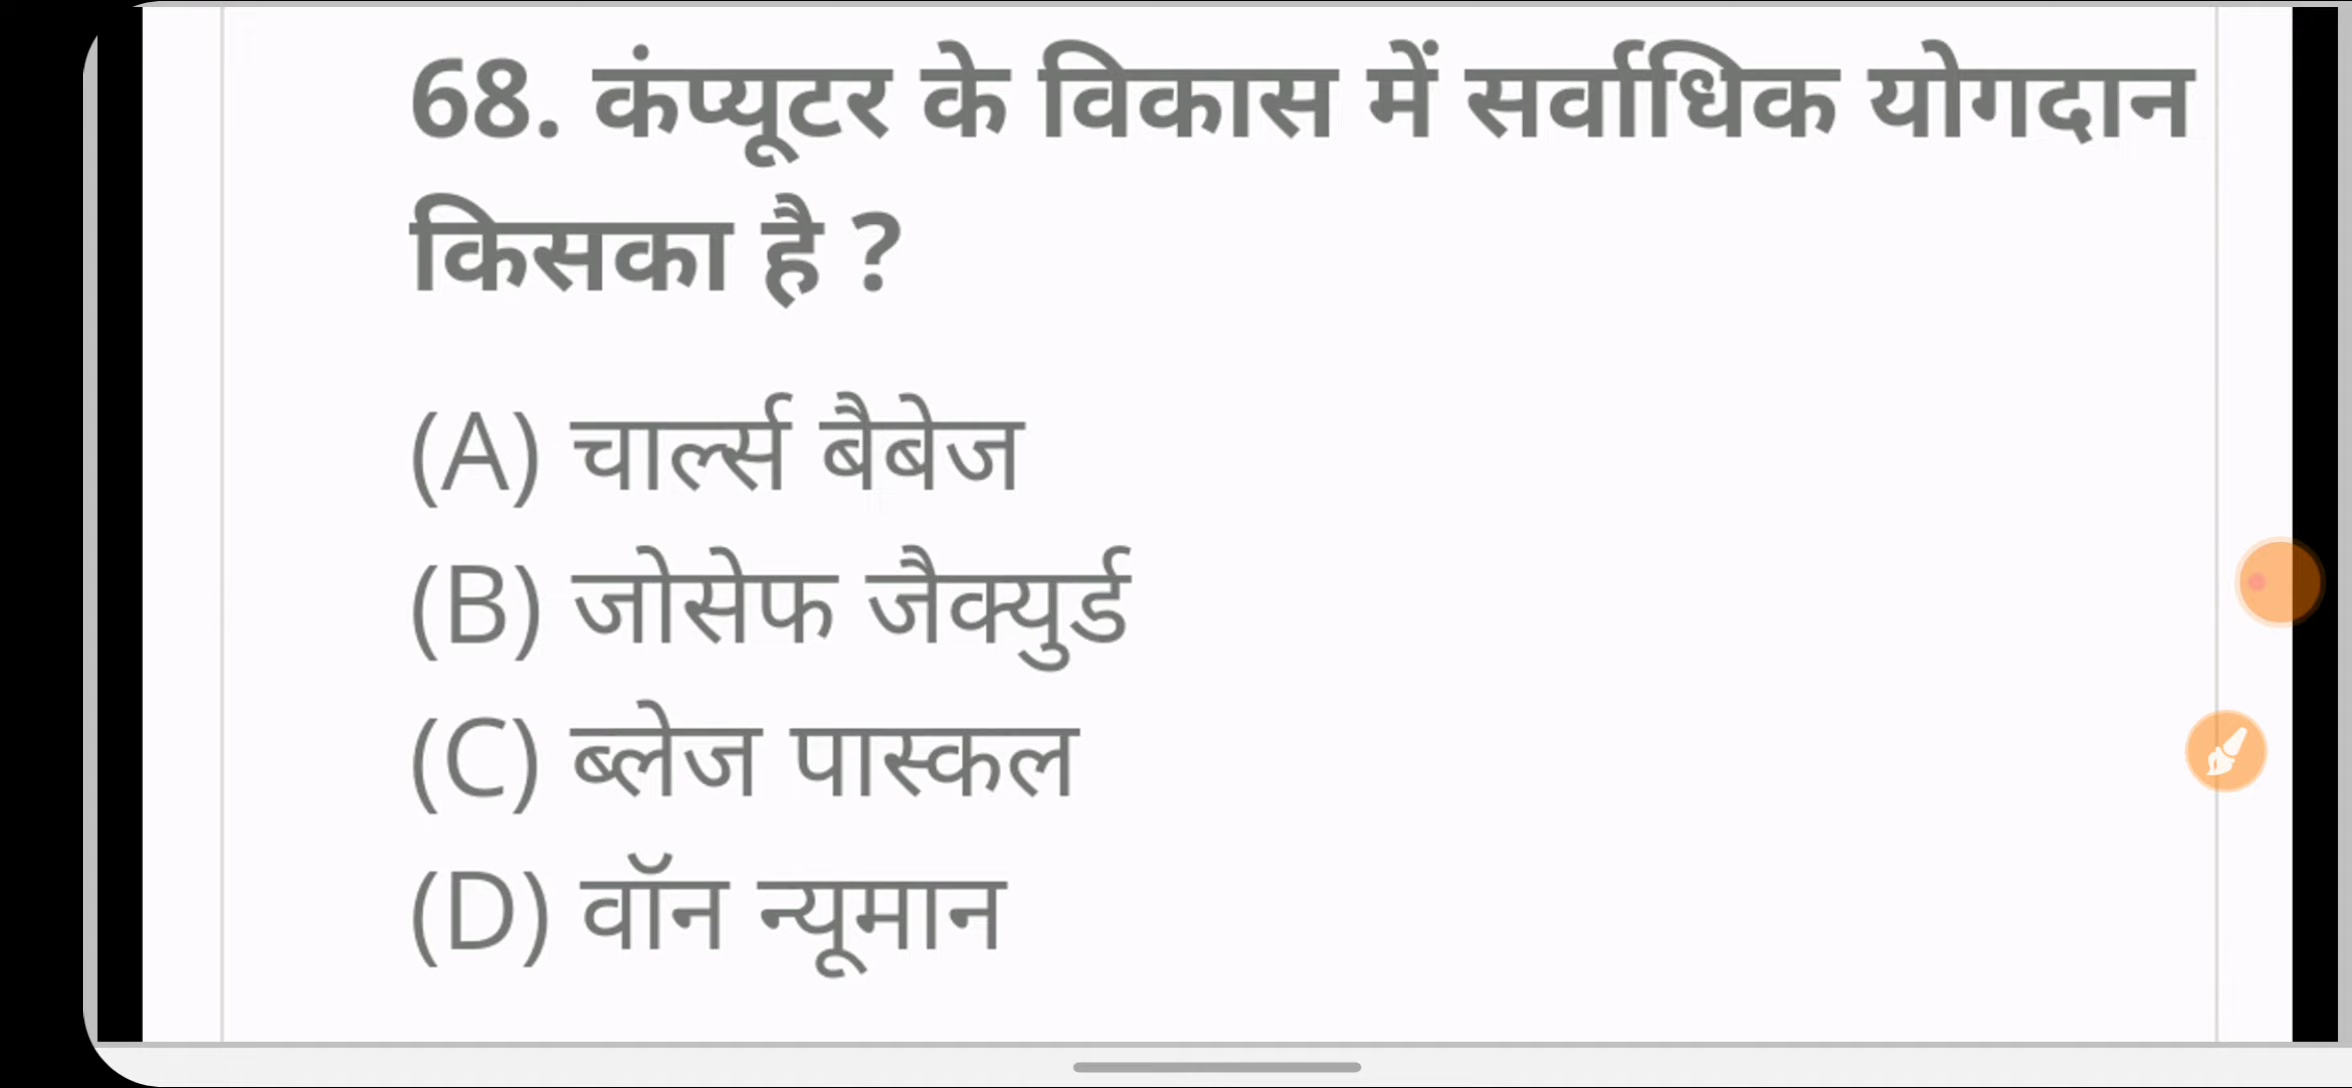 68. कंप्यूटर के विकास में सर्वाधिक योगदान
किसका है ?
(A) चार्ल्स बैबेज
(B) जोसेफ जैक्युर्ड
(C) ब्लेज पास्कल
(D) वॉन न्यूमान